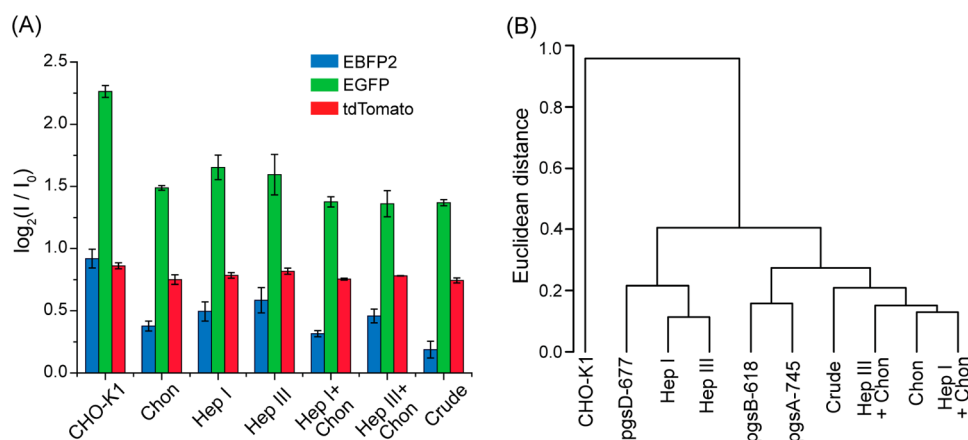 (A)
EBFP2
EGFP
tdTomato
log₂(I / I₀)
2.5
2.0
1.5
1.0
0.5
0.0
CHO-K1
Chon
Hep I
Hep III
Hep I+
Chon
Hep III+
Chon
Crude
(B)
Euclidean distance
1.0
0.8
0.6
0.4
0.2
0.0
CHO-K1
pgsD-677
Hep I
Hep III
pgsB-618
pgsA-745
Crude
Hep III
+ Chon
Chon
Hep I
+ Chon